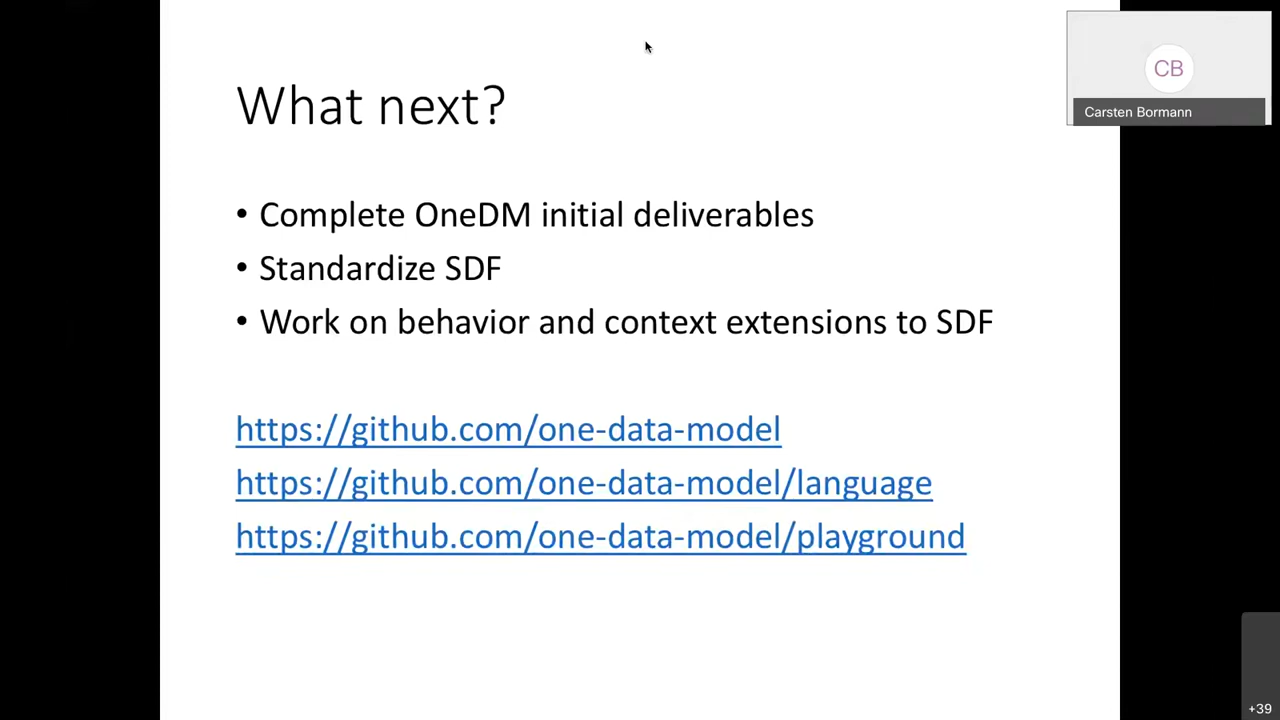 What next?
• Complete OneDM initial deliverables
• Standardize SDF
• Work on behavior and context extensions to SDF
https://github.com/one-data-model
https://github.com/one-data-model/language
https://github.com/one-data-model/playground
CB
Carsten Bormann
+39